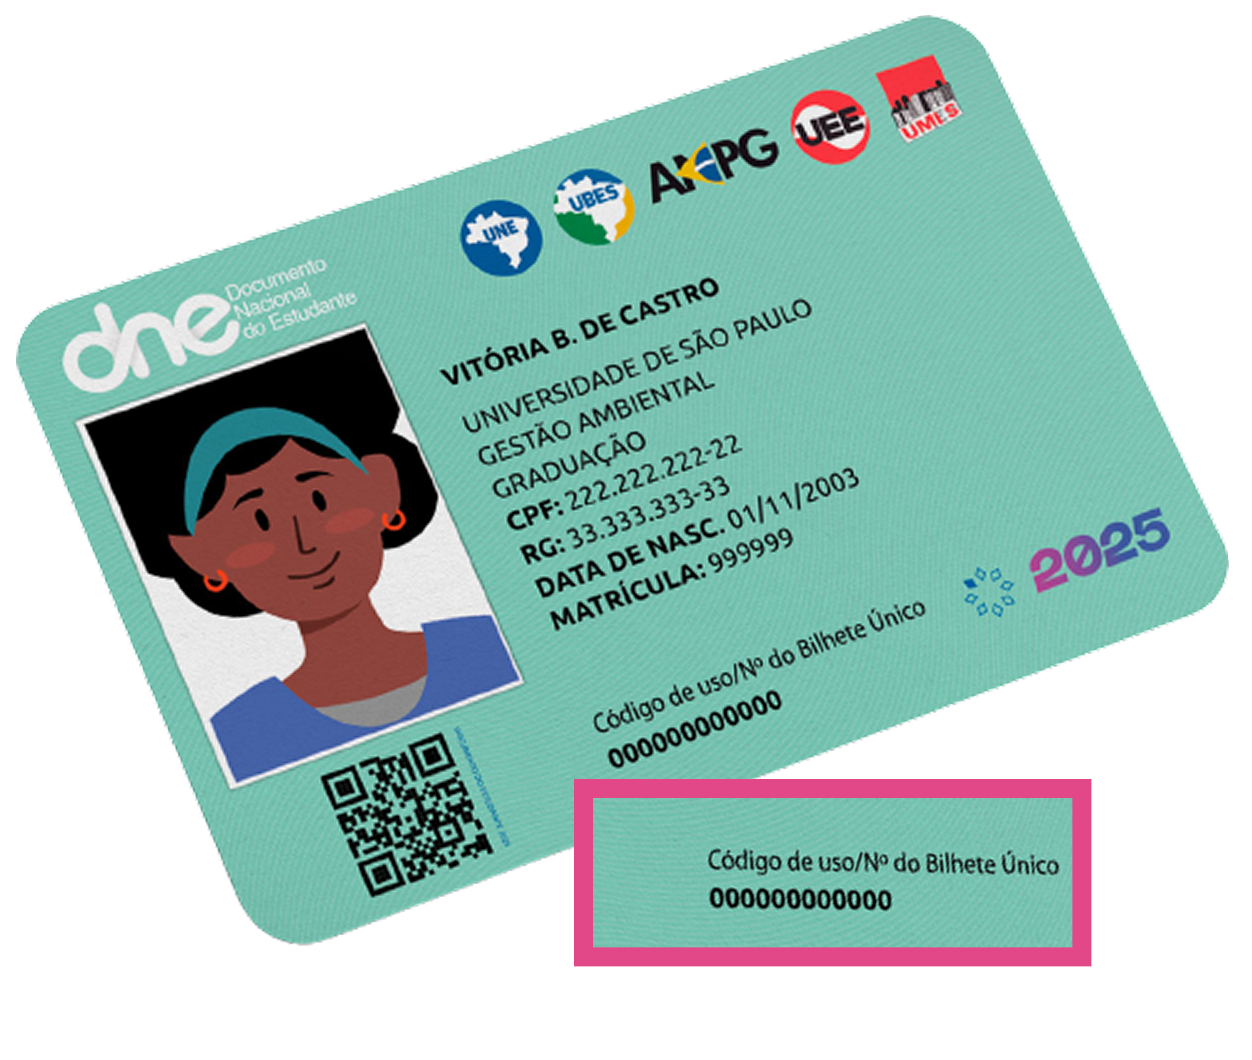 UNE
UBES
ANPG
UEE
UMES
dne
Documento
Nacional
do Estudante
VITÓRIA B. DE CASTRO
UNIVERSIDADE DE SÃO PAULO
GESTÃO AMBIENTAL
GRADUAÇÃO
CPF: 222.222.222-22
RG: 33.333.333-33
DATA DE NASC. 01/11/2003
MATRÍCULA: 999999
2025
Código de uso/Nº do Bilhete Único
000000000000
Código de uso/Nº do Bilhete Único
000000000000